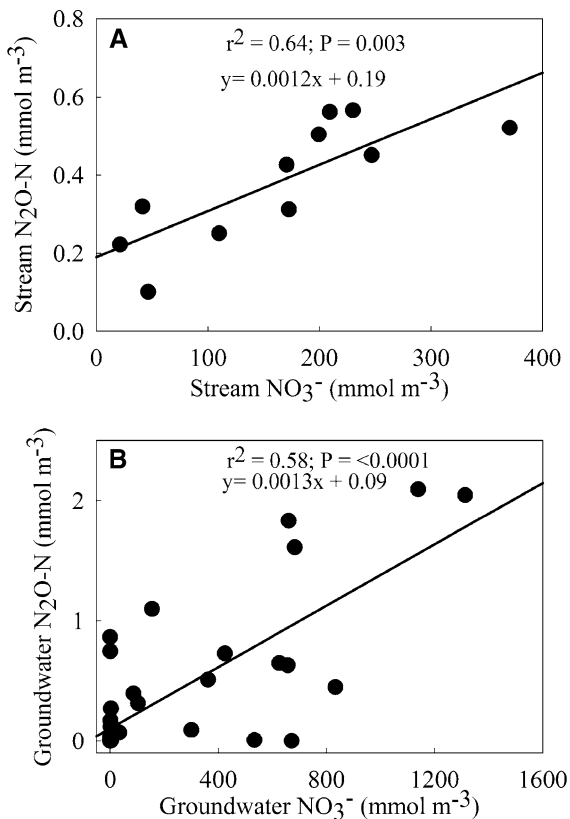 A
r² = 0.64; P = 0.003
y= 0.0012x + 0.19
Stream N₂O-N (mmol m⁻³)
0.8
0.6
0.4
0.2
0.0
0 100 200 300 400
Stream NO₃⁻ (mmol m⁻³)
B
r² = 0.58; P = <0.0001
y= 0.0013x + 0.09
Groundwater N₂O-N (mmol m⁻³)
2
1
0
0 400 800 1200 1600
Groundwater NO₃⁻ (mmol m⁻³)